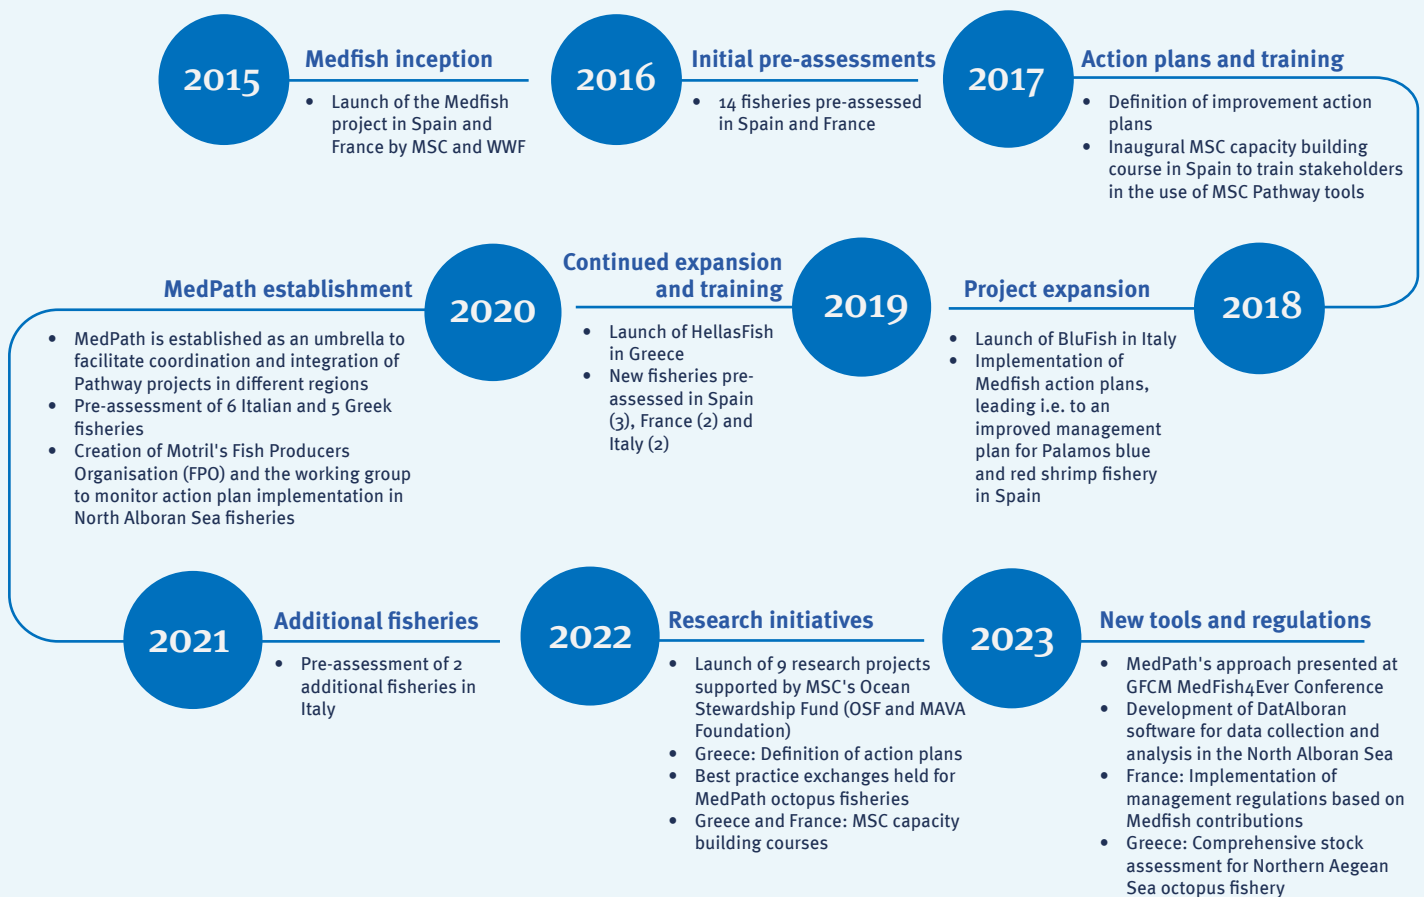 2015
Medfish inception
• Launch of the Medfish
project in Spain and
France by MSC and WWF
2016
Initial pre-assessments
• 14 fisheries pre-assessed
in Spain and France
2017
Action plans and training
• Definition of improvement action
plans
• Inaugural MSC capacity building
course in Spain to train stakeholders
in the use of MSC Pathway tools
2018
Project expansion
• Launch of BluFish in Italy
• Implementation of
Medfish action plans,
leading i.e. to an
improved management
plan for Palamos blue
and red shrimp fishery
in Spain
2019
Continued expansion
and training
• Launch of HellasFish
in Greece
• New fisheries pre-
assessed in Spain
(3), France (2) and
Italy (2)
2020
MedPath establishment
• MedPath is established as an umbrella to
facilitate coordination and integration of
Pathway projects in different regions
• Pre-assessment of 6 Italian and 5 Greek
fisheries
• Creation of Motril's Fish Producers
Organisation (FPO) and the working group
to monitor action plan implementation in
North Alboran Sea fisheries
2021
Additional fisheries
• Pre-assessment of 2
additional fisheries in
Italy
2022
Research initiatives
• Launch of 9 research projects
supported by MSC's Ocean
Stewardship Fund (OSF and MAVA
Foundation)
• Greece: Definition of action plans
• Best practice exchanges held for
MedPath octopus fisheries
• Greece and France: MSC capacity
building courses
2023
New tools and regulations
• MedPath's approach presented at
GFCM MedFish4Ever Conference
• Development of DatAlboran
software for data collection and
analysis in the North Alboran Sea
• France: Implementation of
management regulations based on
Medfish contributions
• Greece: Comprehensive stock
assessment for Northern Aegean
Sea octopus fishery